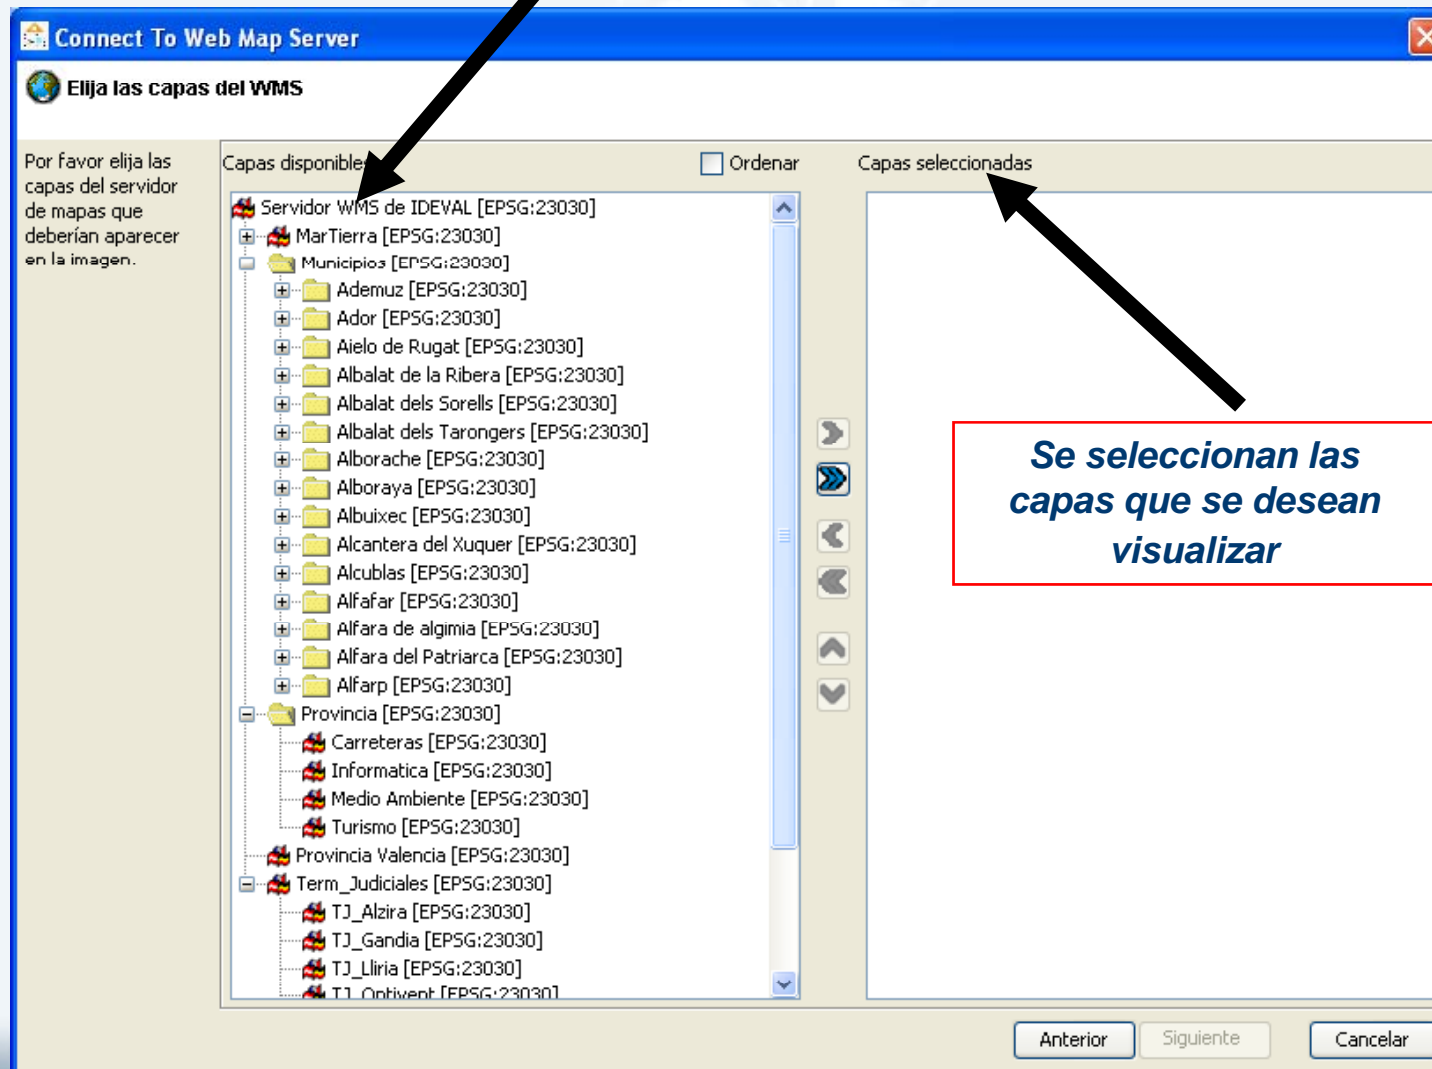 Connect To Web Map Server
Elija las capas del WMS
Por favor elija las
capas del servidor
de mapas que
deberían aparecer
en la imagen.
Capas disponibles
Ordenar
Servidor WMS de IDEVAL [EPSG:23030]
MarTierra [EPSG:23030]
Municipios [EPSG:23030]
Ademuz [EPSG:23030]
Ador [EPSG:23030]
Aielo de Rugat [EPSG:23030]
Albalat de la Ribera [EPSG:23030]
Albalat dels Sorells [EPSG:23030]
Albalat dels Tarongers [EPSG:23030]
Alborache [EPSG:23030]
Alboraya [EPSG:23030]
Albuixec [EPSG:23030]
Alcantera del Xuquer [EPSG:23030]
Alcublas [EPSG:23030]
Alfafar [EPSG:23030]
Alfara de algimia [EPSG:23030]
Alfara del Patriarca [EPSG:23030]
Alfarp [EPSG:23030]
Provincia [EPSG:23030]
Carreteras [EPSG:23030]
Informatica [EPSG:23030]
Medio Ambiente [EPSG:23030]
Turismo [EPSG:23030]
Provincia Valencia [EPSG:23030]
Term_Judiciales [EPSG:23030]
TJ_Alzira [EPSG:23030]
TJ_Gandia [EPSG:23030]
TJ_Lliria [EPSG:23030]
[EPSG:23030]
Capas seleccionadas
Se seleccionan las
capas que se desean
visualizar
Anterior
Siguiente
Cancelar